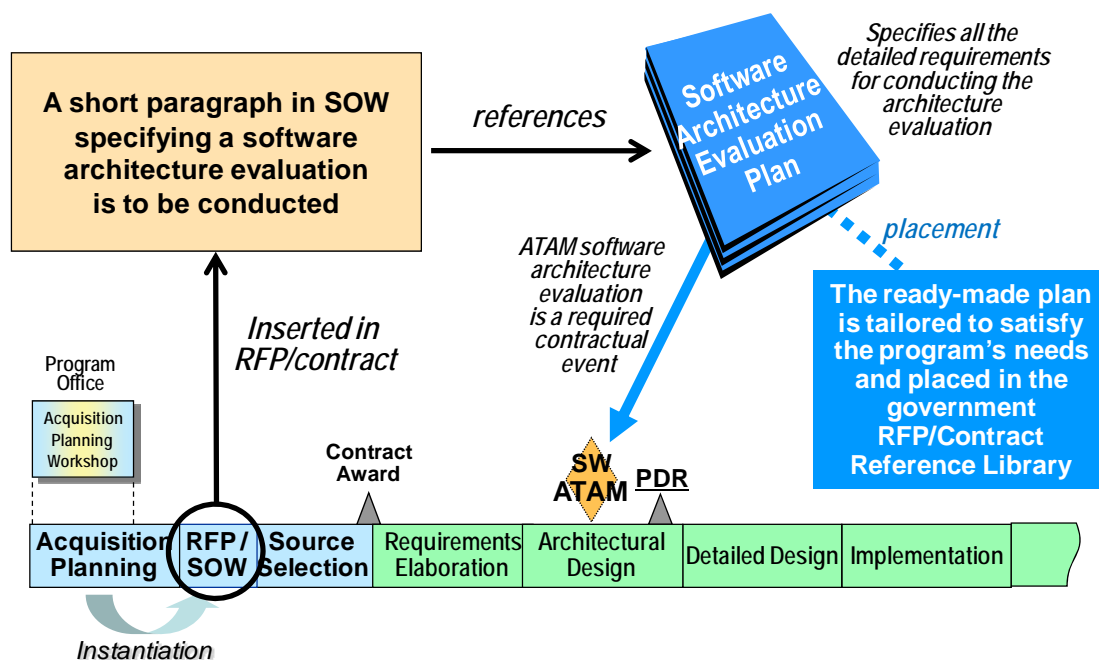 A short paragraph in SOW
specifying a software
architecture evaluation
is to be conducted
references
Software
Architecture
Evaluation
Plan
Specifies all the
detailed requirements
for conducting the
architecture
evaluation
placement
The ready-made plan
is tailored to satisfy
the program's needs
and placed in the
government
RFP/Contract
Reference Library
ATAM software
architecture
evaluation
is a required
contractual
event
Inserted in
RFP/contract
Program
Office
Acquisition
Planning
Workshop
Contract
Award
SW
ATAM
PDR
Acquisition
Planning
RFP /
SOW
Source
Selection
Requirements
Elaboration
Architectural
Design
Detailed Design
Implementation
Instantiation